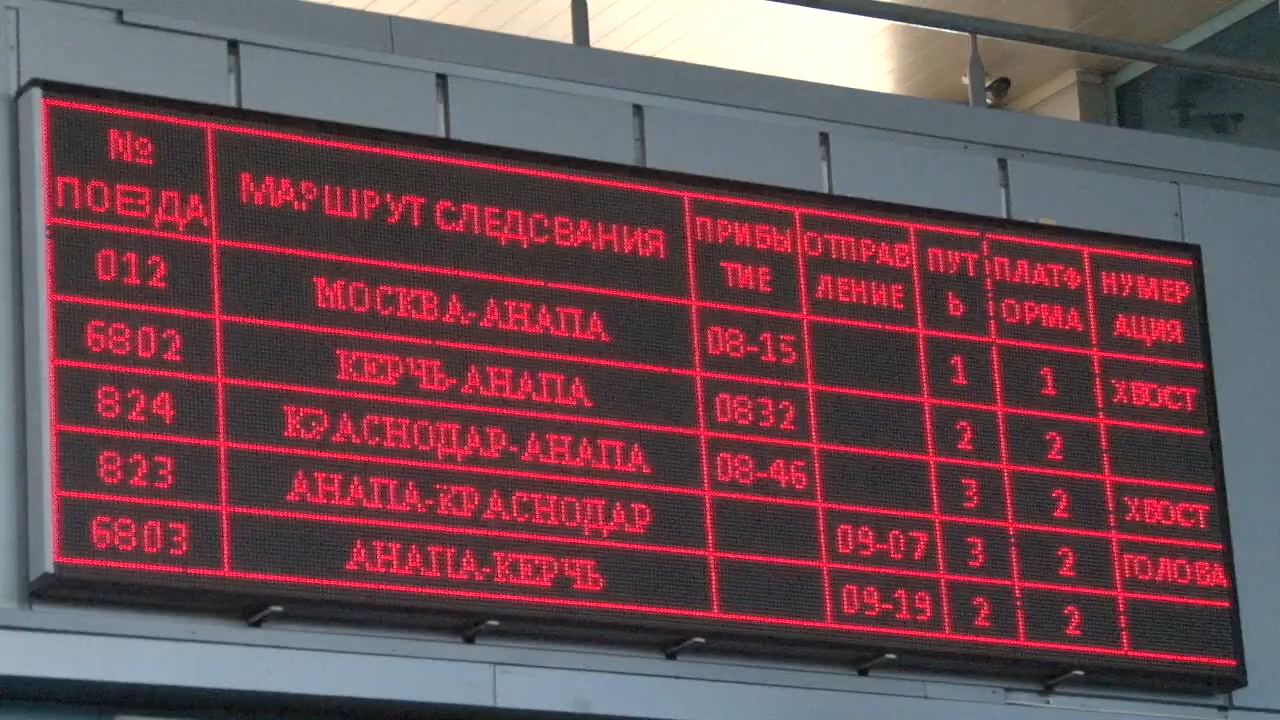 № ПОЕЗДА МАРШРУТ СЛЕДСВАНИЯ ПРИБЫ ТИЕ ОТПРАВ ЛЕНИЕ ПУТ Ь ПЛАТФ ОРМА НУМЕР АЦИЯ
012 МОСКВА-АНАПА 08-15 1 1 ХВОСТ
6802 КЕРЧЬ-АНАПА 0832 2 2
824 КРАСНОДАР-АНАПА 08-46 3 2 ХВОСТ
823 АНАПА-КРАСНОДАР 09-07 3 2 ГОЛОВА
6803 АНАПА-КЕРЧЬ 09-19 2 2